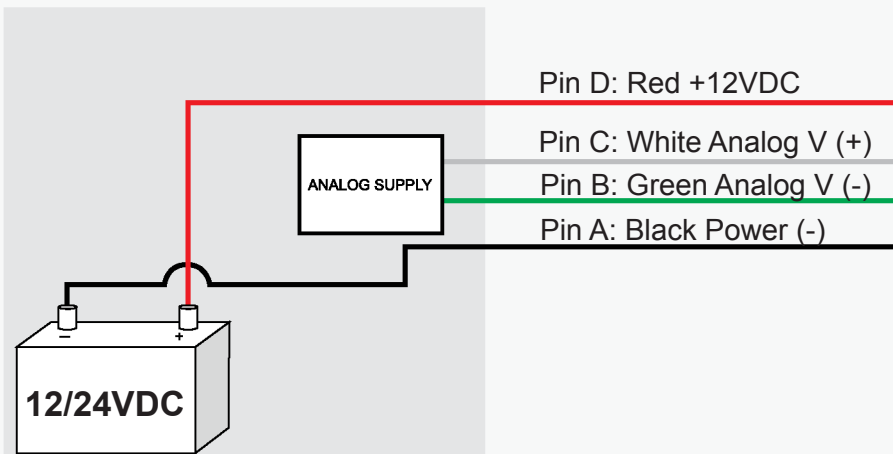 Pin D: Red +12VDC
Pin C: White Analog V (+)
ANALOG SUPPLY
Pin B: Green Analog V (-)
Pin A: Black Power (-)
– +
12/24VDC